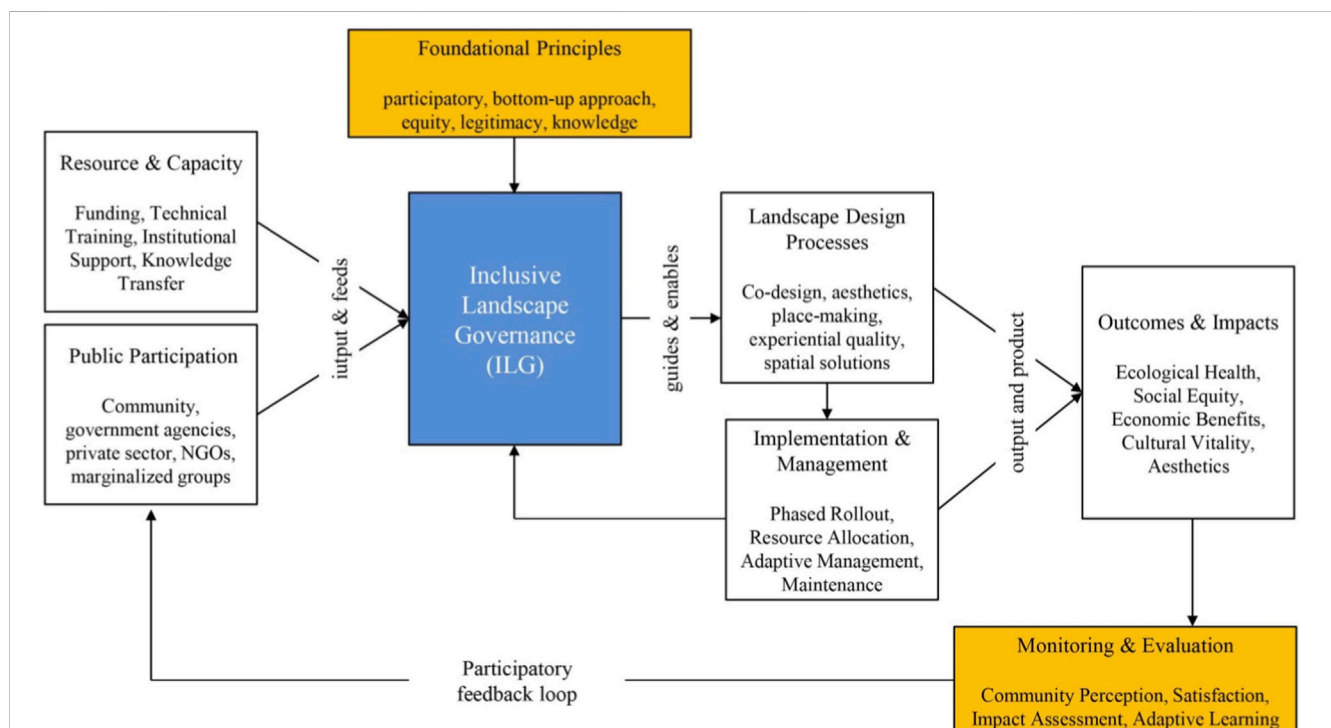 Foundational Principles
participatory, bottom-up approach,
equity, legitimacy, knowledge
Resource & Capacity
Funding, Technical
Training, Institutional
Support, Knowledge
Transfer
Public Participation
Community,
government agencies,
private sector, NGOs,
marginalized groups
iutput & feeds
Inclusive
Landscape
Governance
(ILG)
guides & enables
Landscape Design
Processes
Co-design, aesthetics,
place-making,
experiential quality,
spatial solutions
Implementation &
Management
Phased Rollout,
Resource Allocation,
Adaptive Management,
Maintenance
output and product
Outcomes & Impacts
Ecological Health,
Social Equity,
Economic Benefits,
Cultural Vitality,
Aesthetics
Monitoring & Evaluation
Community Perception, Satisfaction,
Impact Assessment, Adaptive Learning
Participatory
feedback loop